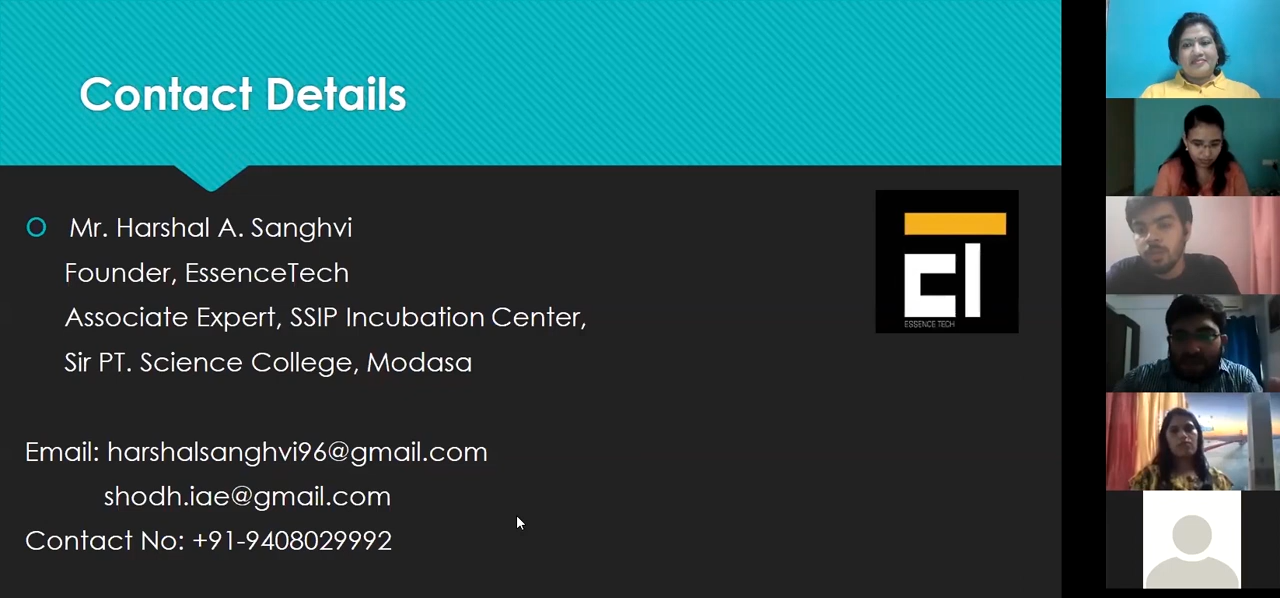 Contact Details
Mr. Harshal A. Sanghvi
Founder, EssenceTech
Associate Expert, SSIP Incubation Center,
Sir PT. Science College, Modasa
ESSENCE TECH
Email: harshalsanghvi96@gmail.com
shodh.iae@gmail.com
Contact No: +91-9408029992